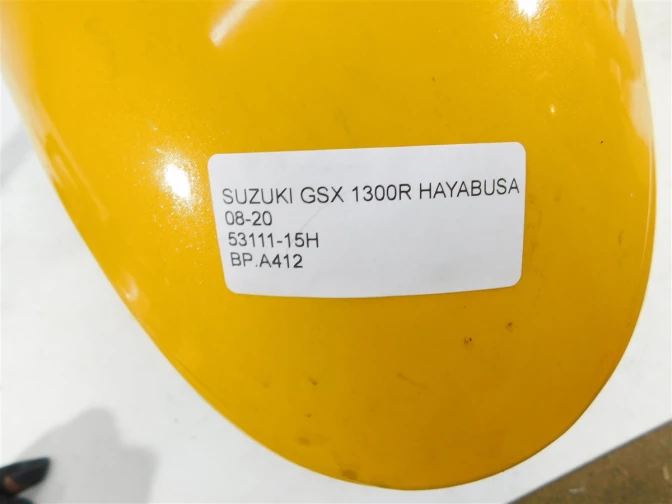 SUZUKI GSX 1300R HAYABUSA
08-20
53111-15H
BP.A412